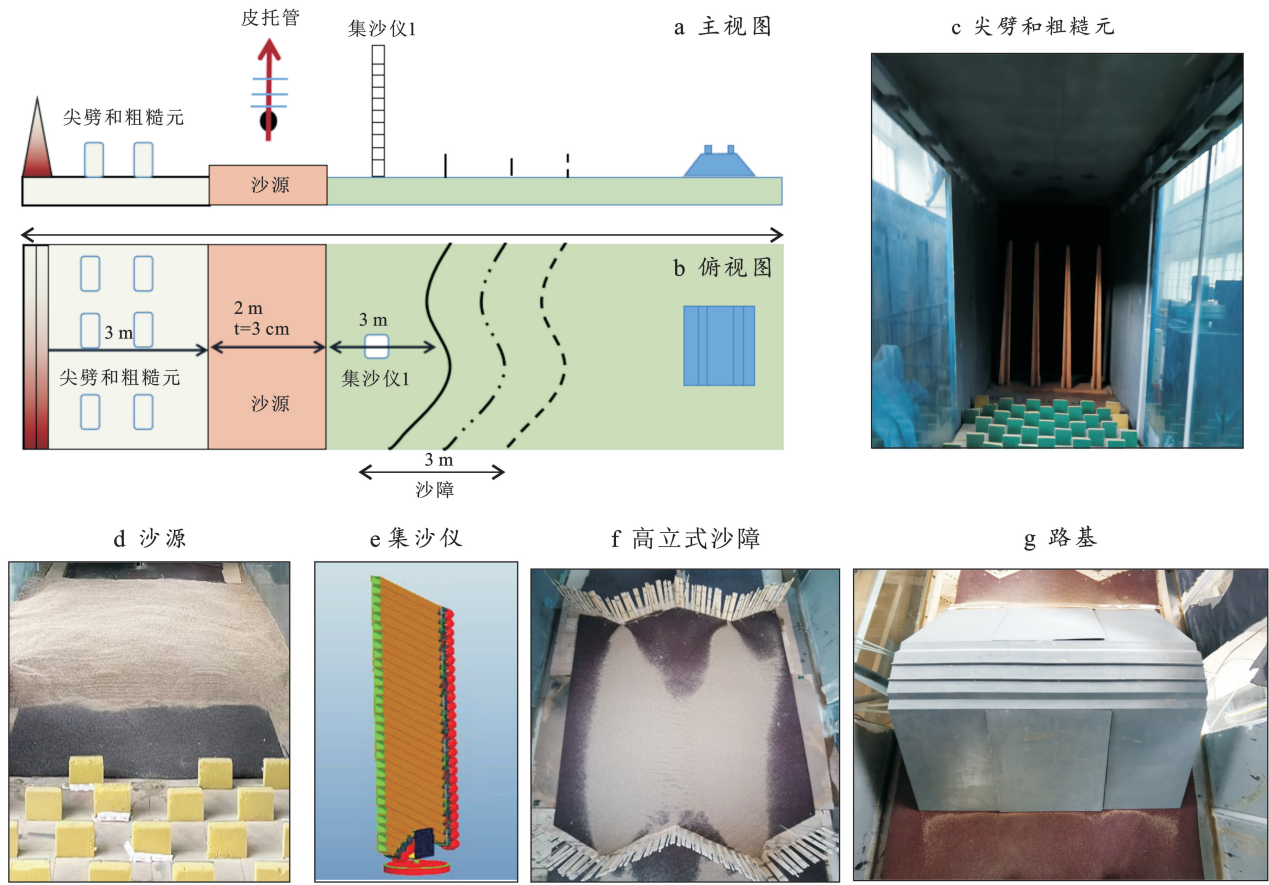 皮托管
集沙仪1
a 主视图
c 尖劈和粗糙元
尖劈和粗糙元
沙源
b 俯视图
2 m
t=3 cm
3 m
3 m
集沙仪1
尖劈和粗糙元
沙源
3 m
沙障
d 沙源
e 集沙仪
f 高立式沙障
g 路基